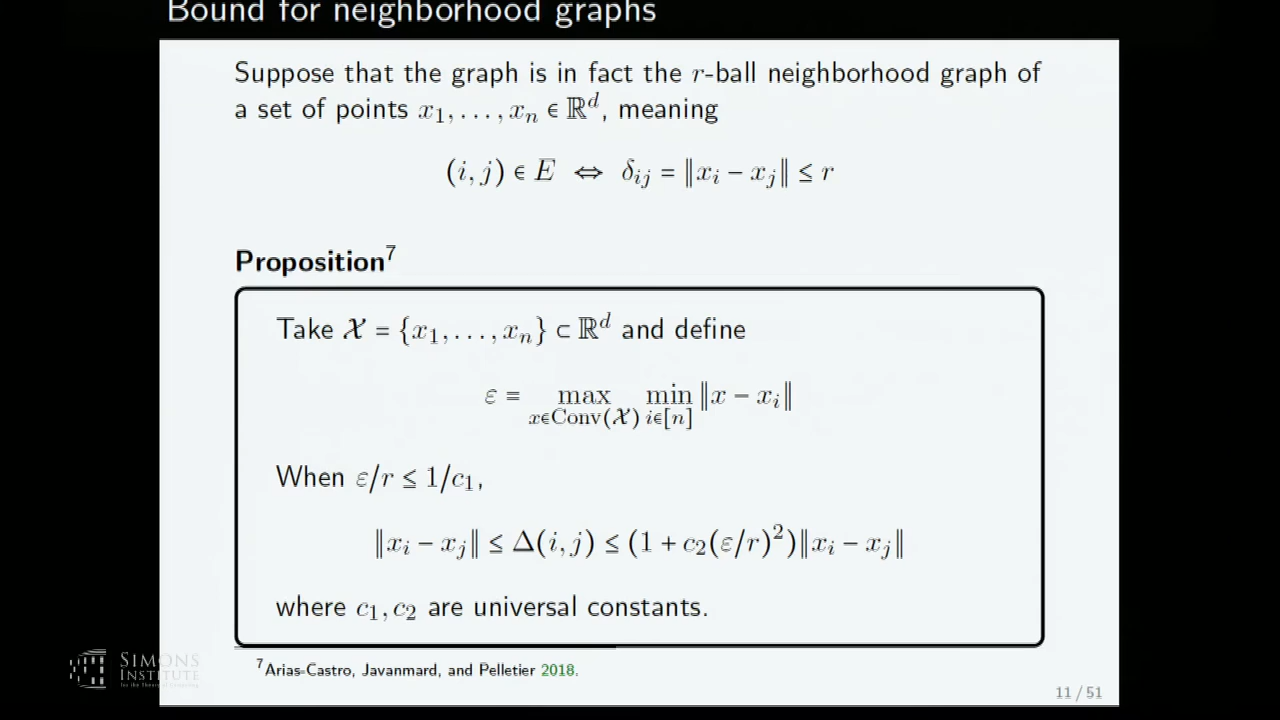 Bound for neighborhood graphs
Suppose that the graph is in fact the r-ball neighborhood graph of
a set of points x₁, . . . , xₙ ∈ ℝᵈ, meaning
(i, j) ∈ E ⇔ δᵢⱼ = ‖xᵢ − xⱼ‖ ≤ r
Proposition⁷
Take 𝒳 = {x₁, . . . , xₙ} ⊂ ℝᵈ and define
ε = max min ‖x − xᵢ‖
x∈Conv(𝒳) i∈[n]
When ε/r ≤ 1/c₁,
‖xᵢ − xⱼ‖ ≤ Δ(i, j) ≤ (1 + c₂(ε/r)²)‖xᵢ − xⱼ‖
where c₁, c₂ are universal constants.
⁷Arias-Castro, Javanmard, and Pelletier 2018.
SIMONS
INSTITUTE
11 / 51